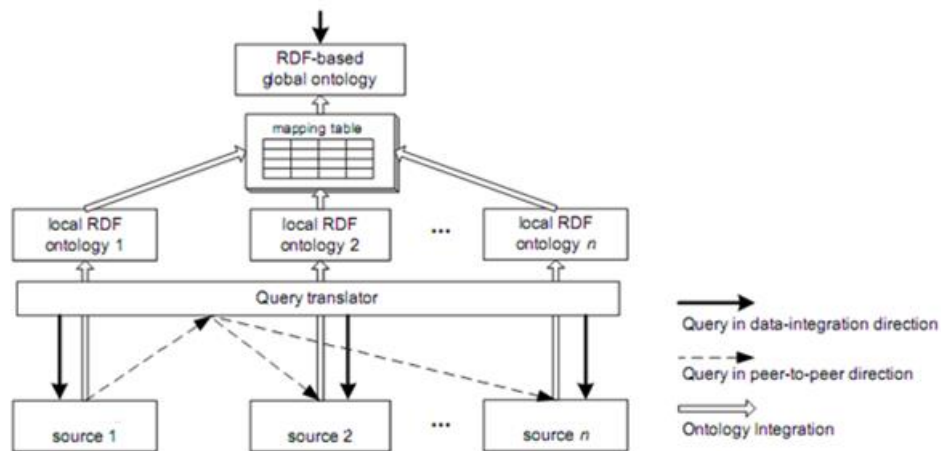 RDF-based
global ontology
mapping table
local RDF
ontology 1
local RDF
ontology 2
...
local RDF
ontology n
Query translator
Query in data-integration direction
Query in peer-to-peer direction
source 1
source 2
...
source n
Ontology Integration